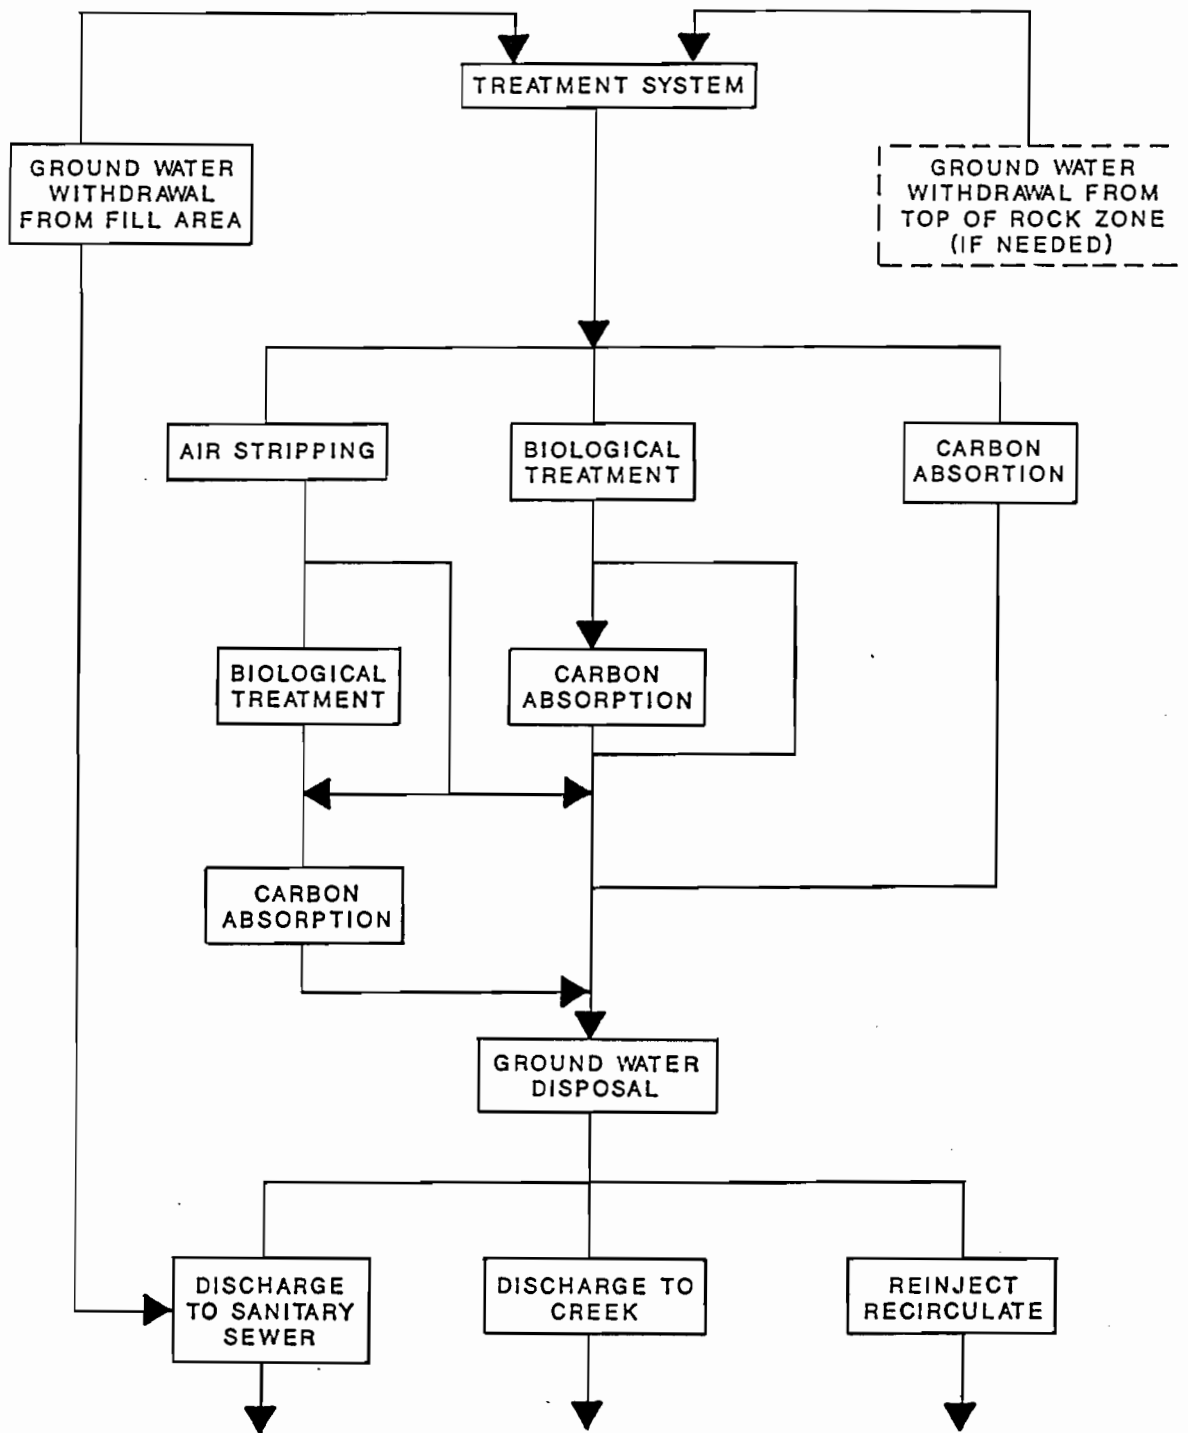 TREATMENT SYSTEM
GROUND WATER
WITHDRAWAL
FROM FILL AREA
GROUND WATER
WITHDRAWAL FROM
TOP OF ROCK ZONE
(IF NEEDED)
AIR STRIPPING
BIOLOGICAL
TREATMENT
CARBON
ABSORTION
BIOLOGICAL
TREATMENT
CARBON
ABSORPTION
CARBON
ABSORPTION
GROUND WATER
DISPOSAL
DISCHARGE
TO SANITARY
SEWER
DISCHARGE TO
CREEK
REINJECT
RECIRCULATE